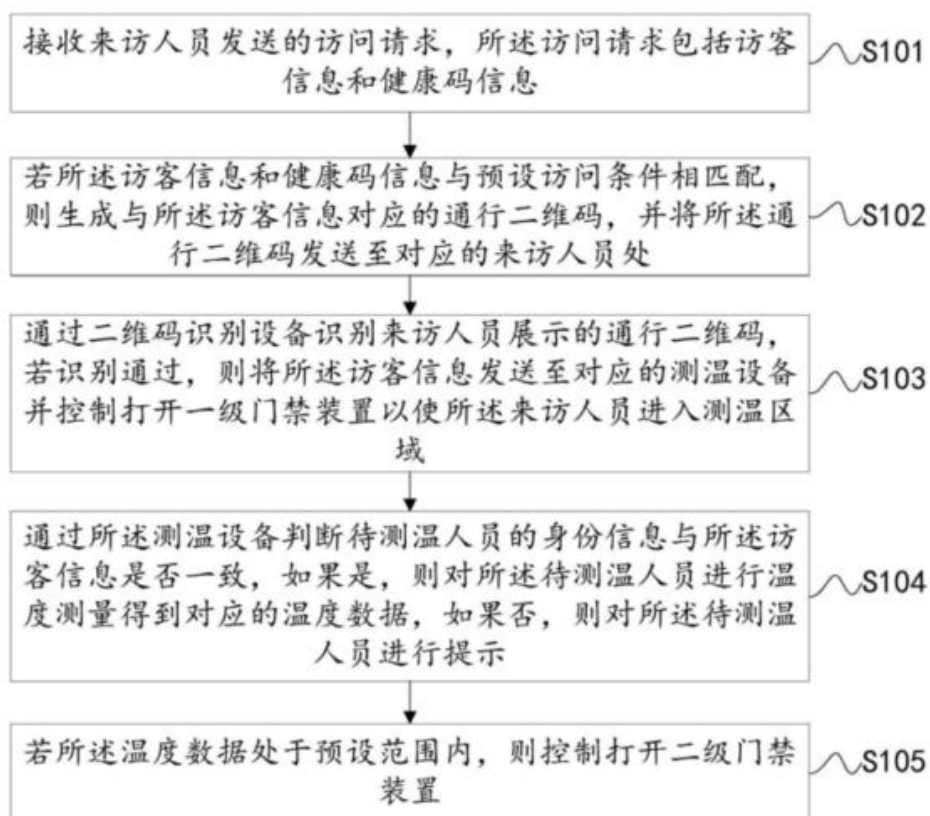 接收来访人员发送的访问请求，所述访问请求包括访客
信息和健康码信息
S101
若所述访客信息和健康码信息与预设访问条件相匹配，
则生成与所述访客信息对应的通行二维码，并将所述通
行二维码发送至对应的来访人员处
S102
通过二维码识别设备识别来访人员展示的通行二维码，
若识别通过，则将所述访客信息发送至对应的测温设备
并控制打开一级门禁装置以使所述来访人员进入测温区
域
S103
通过所述测温设备判断待测温人员的身份信息与所述访
客信息是否一致，如果是，则对所述待测温人员进行温
度测量得到对应的温度数据，如果否，则对所述待测温
人员进行提示
S104
若所述温度数据处于预设范围内，则控制打开二级门禁
装置
S105